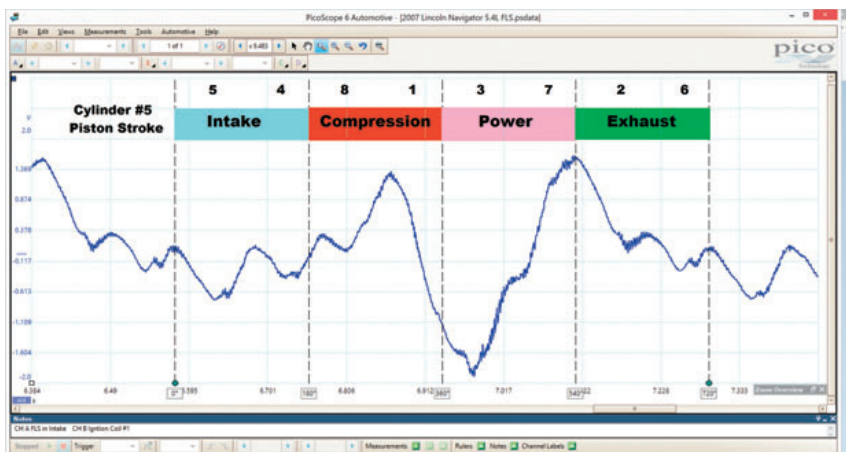 PicoScope 6 Automotive - [2007 Lincoln Navigator 5.4L FLS.psdata]
File Edit Views Measurements Tools Automotive Help
1 of 1
pico
Technology
5 4 8 1 3 7 2 6
Cylinder #5
Piston Stroke
Intake Compression Power Exhaust
V
2.0
1.369
0.874
0.378
-0.117
-0.613
-1.109
-1.604
-2.0
6.384 6.49 6.595 6.701 6.806 6.912 7.017 7.228 7.333
0° 180° 360° 540° 720°
Zoom Overview
Notes
CH A FLS in Intake CH B Ignition Coil #1
Stopped Trigger Measurements Rulers Notes Channel Labels